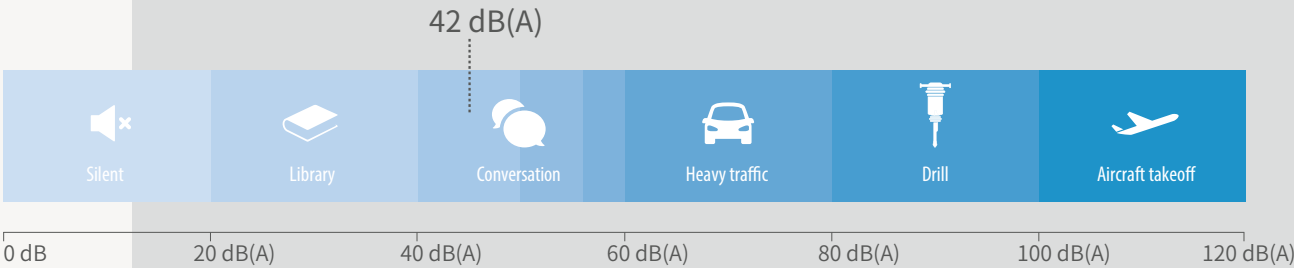 42 dB(A)
Silent Library Conversation Heavy traffic Drill Aircraft takeoff
0 dB 20 dB(A) 40 dB(A) 60 dB(A) 80 dB(A) 100 dB(A) 120 dB(A)